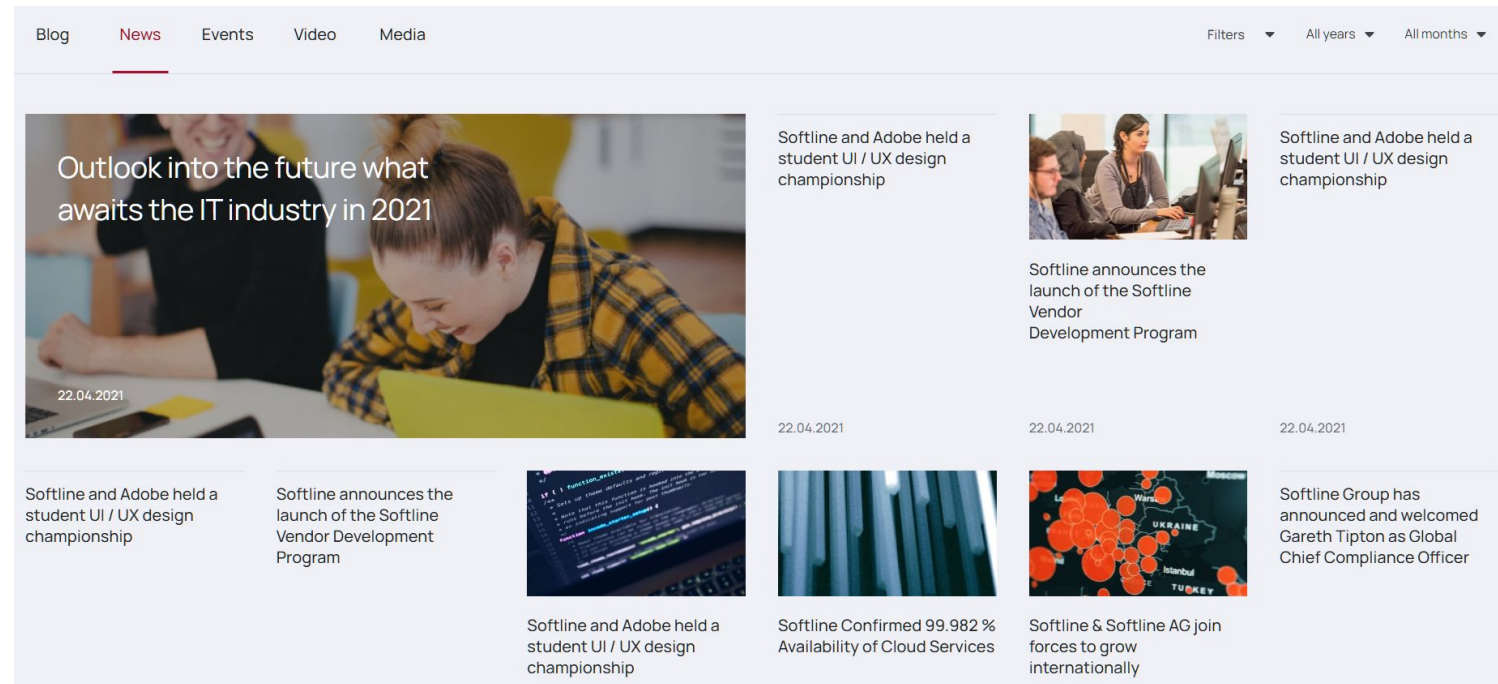 Blog
News
Events
Video
Media
Filters
All years
All months
Outlook into the future what
awaits the IT industry in 2021
22.04.2021
Softline and Adobe held a
student UI / UX design
championship
22.04.2021
Softline announces the
launch of the Softline
Vendor
Development Program
22.04.2021
Softline and Adobe held a
student UI / UX design
championship
22.04.2021
Softline and Adobe held a
student UI / UX design
championship
Softline announces the
launch of the Softline
Vendor Development
Program
Softline and Adobe held a
student UI / UX design
championship
Softline Confirmed 99.982 %
Availability of Cloud Services
Moscow
UKRAINE
Istanbul
TURKEY
Softline & Softline AG join
forces to grow
internationally
Softline Group has
announced and welcomed
Gareth Tipton as Global
Chief Compliance Officer